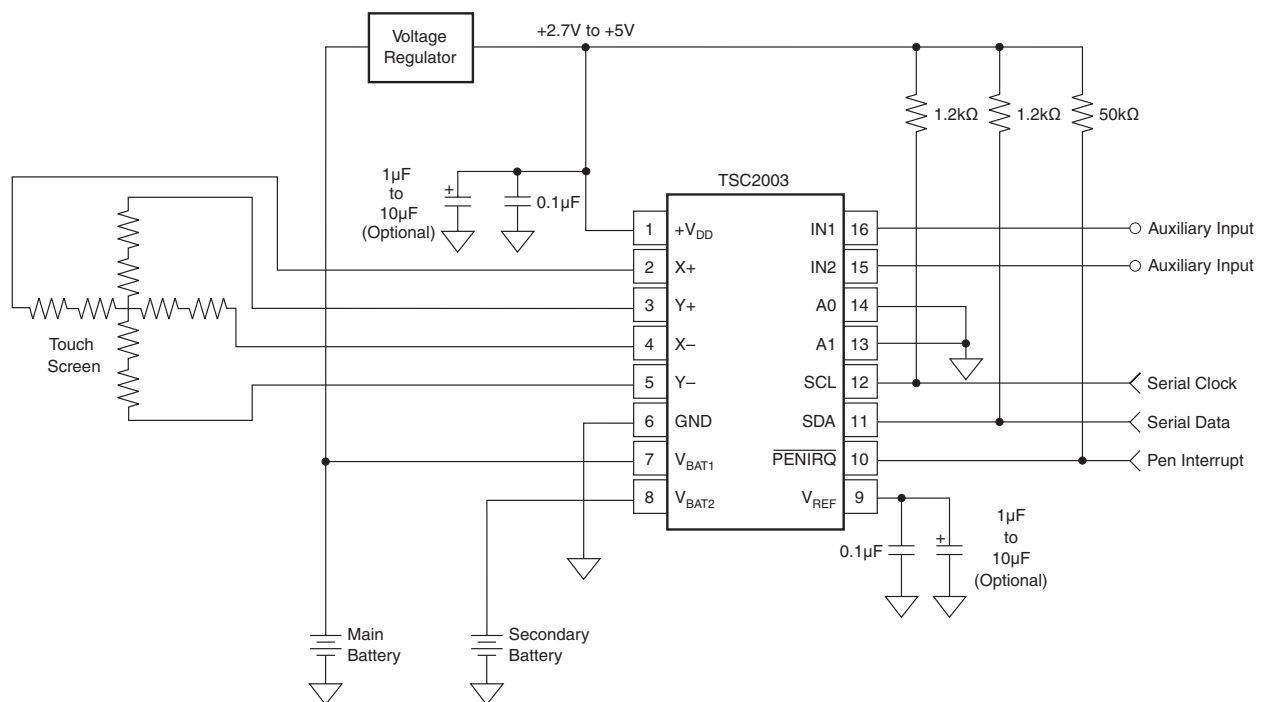 Voltage
Regulator
+2.7V to +5V
1.2kΩ
1.2kΩ
50kΩ
1µF
to
10µF
(Optional)
+
0.1µF
TSC2003
1 +VDD
2 X+
3 Y+
4 X–
5 Y–
6 GND
7 VBAT1
8 VBAT2
IN1 16
IN2 15
A0 14
A1 13
SCL 12
SDA 11
PENIRQ 10
VREF 9
Auxiliary Input
Auxiliary Input
Serial Clock
Serial Data
Pen Interrupt
Touch
Screen
0.1µF
+
1µF
to
10µF
(Optional)
Main
Battery
Secondary
Battery